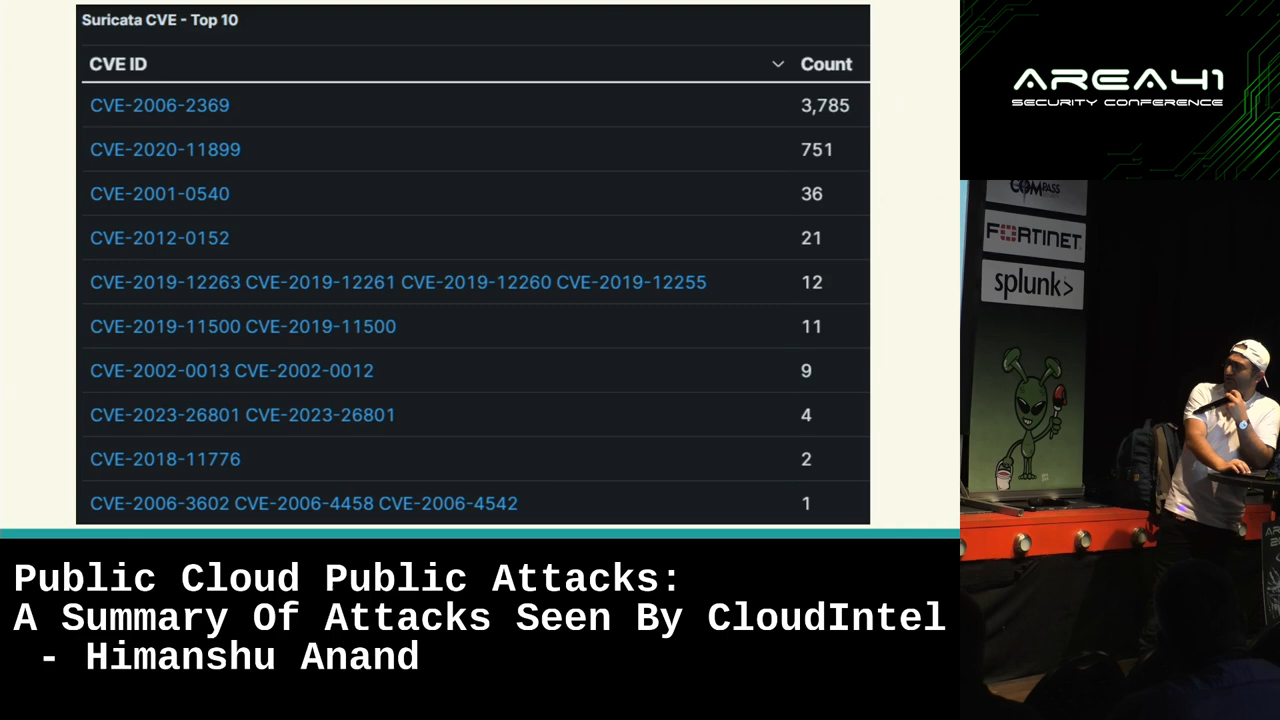 Suricata CVE - Top 10
CVE ID Count
CVE-2006-2369 3,785
CVE-2020-11899 751
CVE-2001-0540 36
CVE-2012-0152 21
CVE-2019-12263 CVE-2019-12261 CVE-2019-12260 CVE-2019-12255 12
CVE-2019-11500 CVE-2019-11500 11
CVE-2002-0013 CVE-2002-0012 9
CVE-2023-26801 CVE-2023-26801 4
CVE-2018-11776 2
CVE-2006-3602 CVE-2006-4458 CVE-2006-4542 1
AREA41
SECURITY CONFERENCE
COMPASS
FORTINET
splunk>
Public Cloud Public Attacks:
A Summary Of Attacks Seen By CloudIntel
- Himanshu Anand